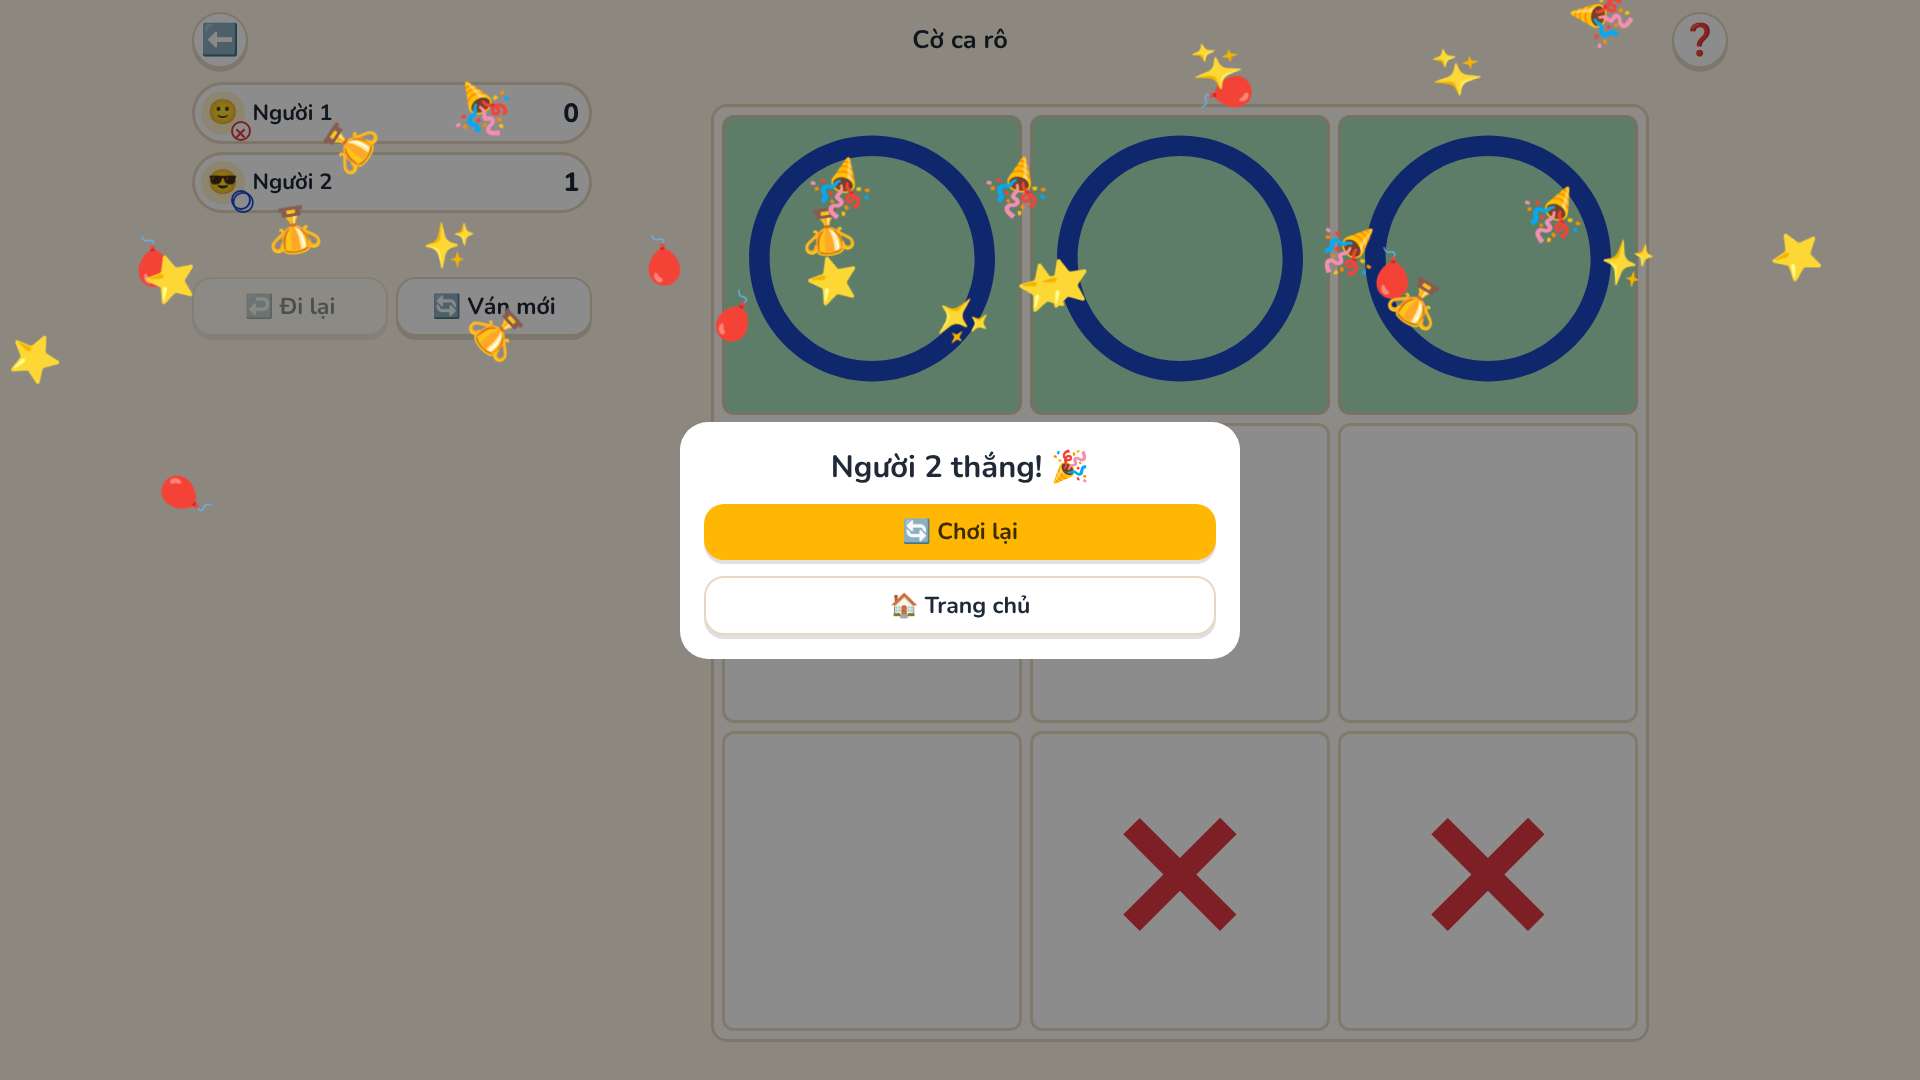 Cờ ca rô
Người 1
0
Người 2
1
Đi lại
Ván mới
Người 2 thắng!
Chơi lại
Trang chủ